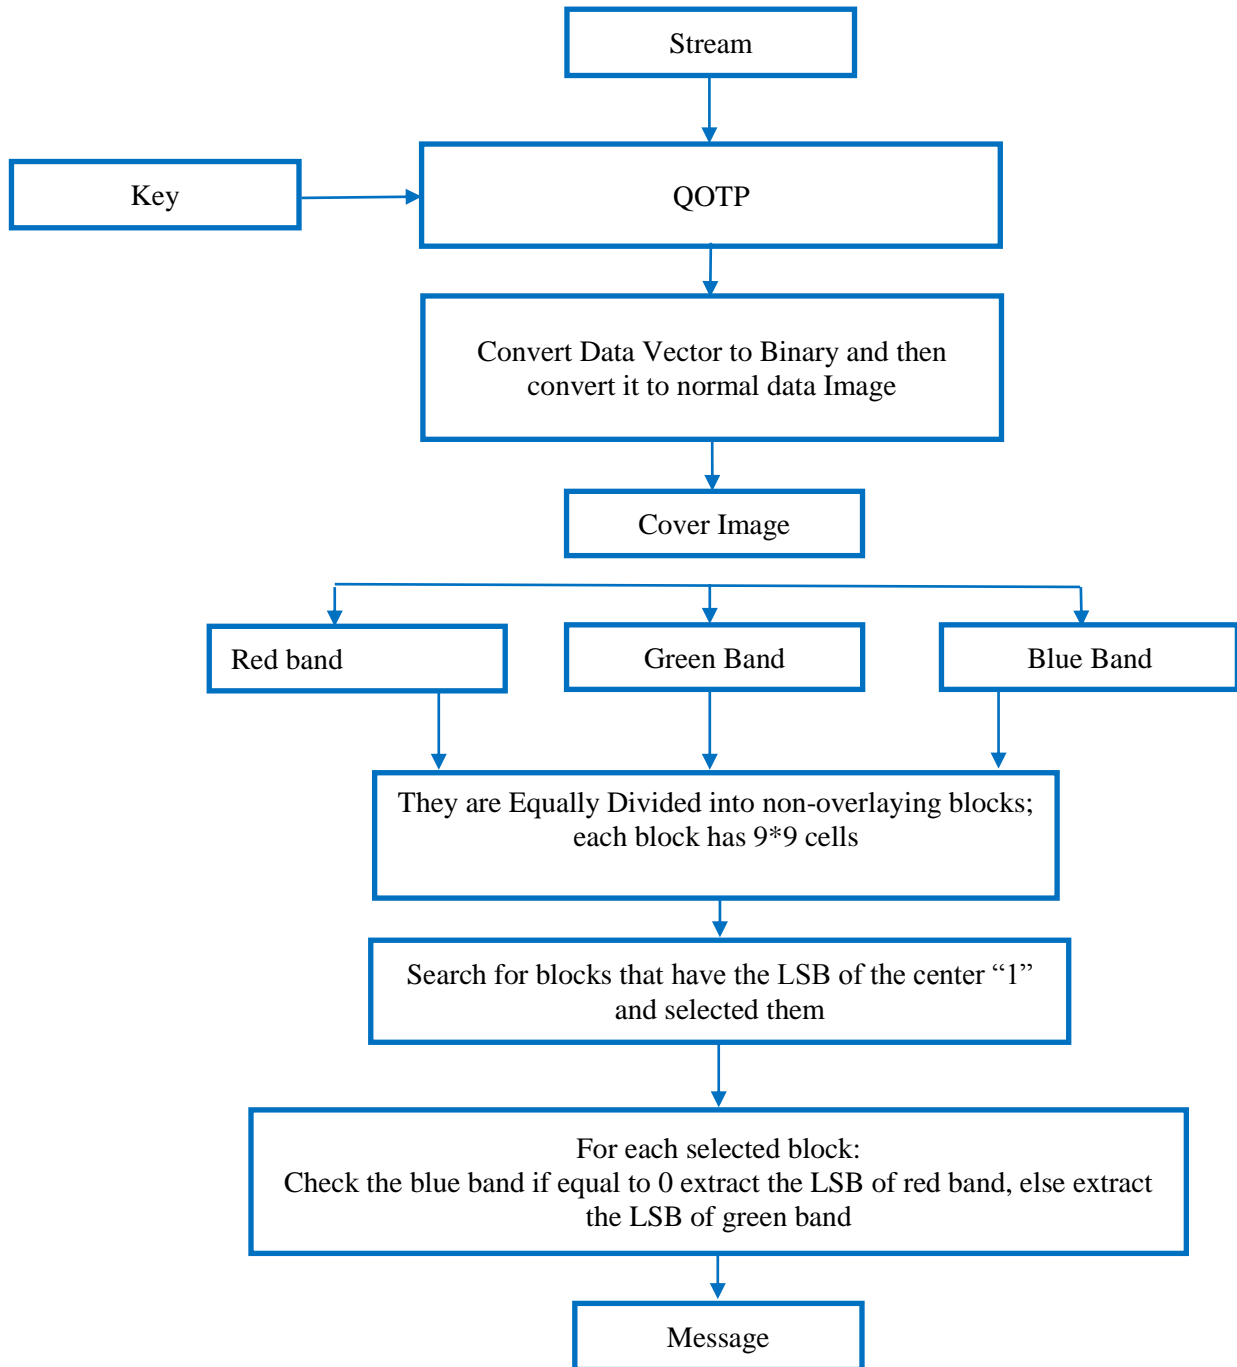 Stream
Key
QOTP
Convert Data Vector to Binary and then
convert it to normal data Image
Cover Image
Red band
Green Band
Blue Band
They are Equally Divided into non-overlaying blocks;
each block has 9*9 cells
Search for blocks that have the LSB of the center “1”
and selected them
For each selected block:
Check the blue band if equal to 0 extract the LSB of red band, else extract
the LSB of green band
Message